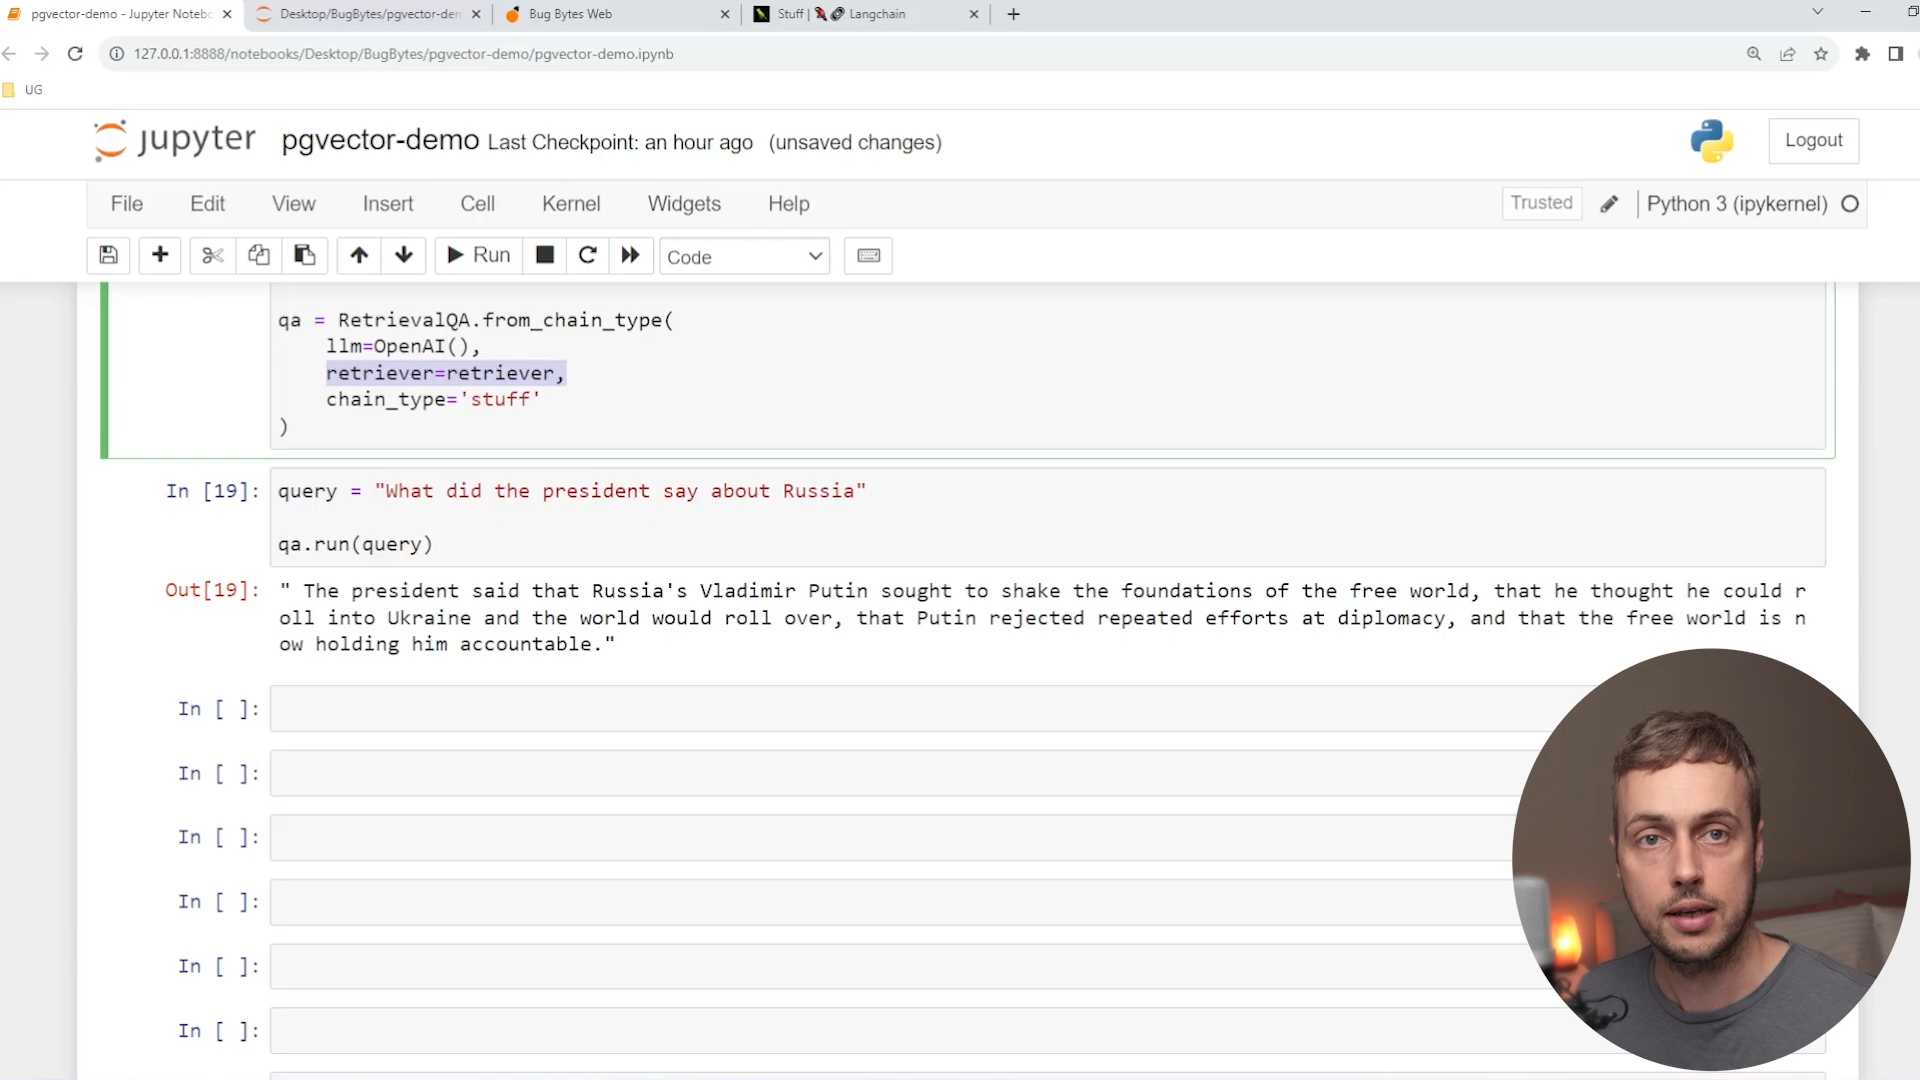 pgvector-demo - Jupyter Notebo
Desktop/BugBytes/pgvector-dem
Bug Bytes Web
Stuff | Langchain
127.0.0.1:8888/notebooks/Desktop/BugBytes/pgvector-demo/pgvector-demo.ipynb
UG
jupyter pgvector-demo Last Checkpoint: an hour ago (unsaved changes)
Logout
File Edit View Insert Cell Kernel Widgets Help
Trusted Python 3 (ipykernel)
Run Code
qa = RetrievalQA.from_chain_type(
llm=OpenAI(),
retriever=retriever,
chain_type='stuff'
)
In [19]: query = "What did the president say about Russia"
qa.run(query)
Out[19]: " The president said that Russia's Vladimir Putin sought to shake the foundations of the free world, that he thought he could r
oll into Ukraine and the world would roll over, that Putin rejected repeated efforts at diplomacy, and that the free world is n
ow holding him accountable."
In [ ]:
In [ ]:
In [ ]:
In [ ]:
In [ ]:
In [ ]: